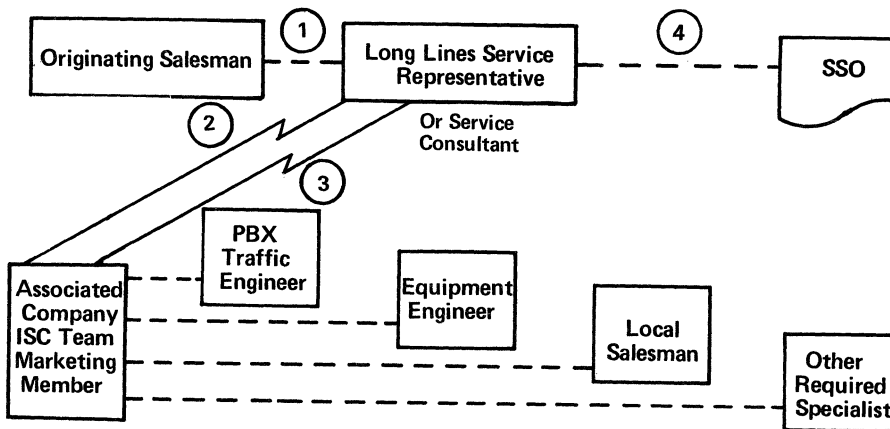 1
4
Originating Salesman
Long Lines Service
Representative
SSO
2
Or Service
Consultant
3
PBX
Traffic
Engineer
Associated
Company
ISC Team
Marketing
Member
Equipment
Engineer
Local
Salesman
Other
Required
Specialist